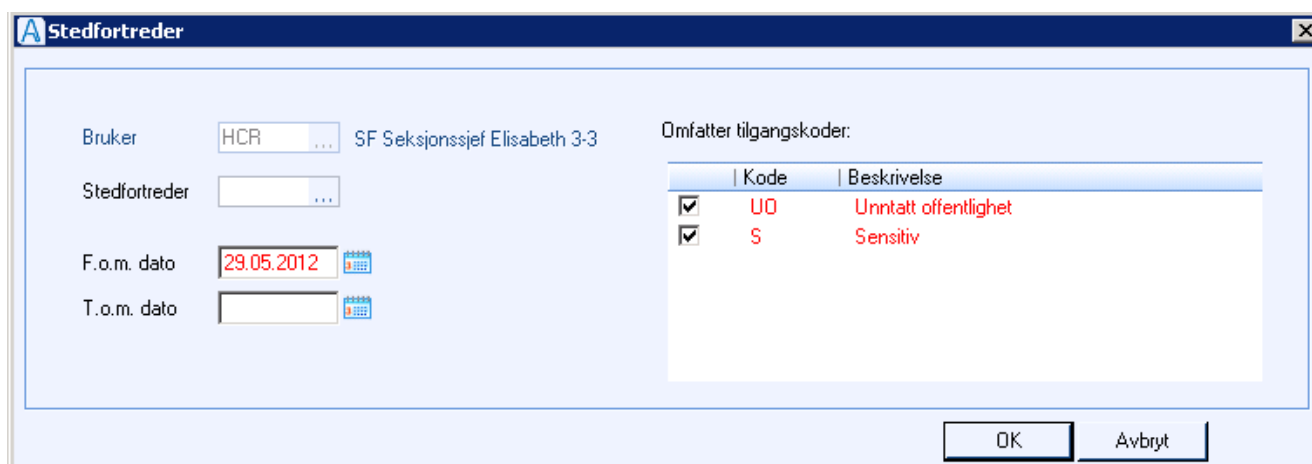 Stedfortreder
Bruker HCR ... SF Seksjonssjef Elisabeth 3-3
Stedfortreder ...
F.o.m. dato 29.05.2012
T.o.m. dato
Omfatter tilgangskoder:
Kode Beskrivelse
UO Unntatt offentlighet
S Sensitiv
OK Avbryt